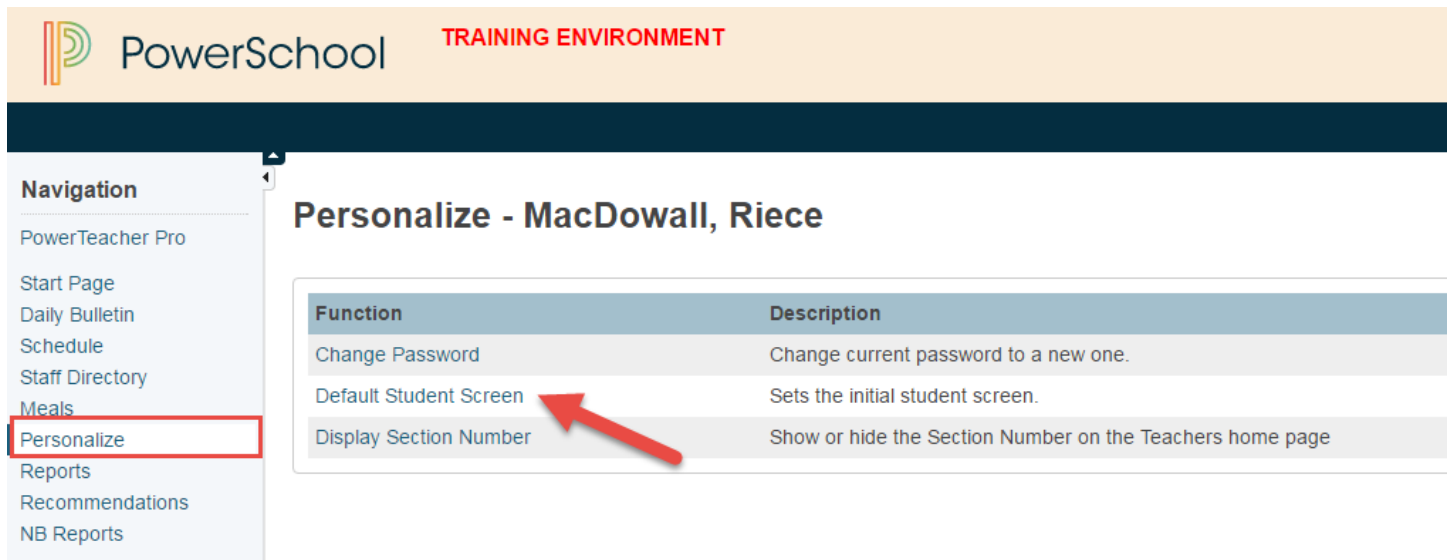 PowerSchool
TRAINING ENVIRONMENT
Navigation
PowerTeacher Pro
Start Page
Daily Bulletin
Schedule
Staff Directory
Meals
Personalize
Reports
Recommendations
NB Reports
Personalize - MacDowall, Riece
Function Description
Change Password Change current password to a new one.
Default Student Screen Sets the initial student screen.
Display Section Number Show or hide the Section Number on the Teachers home page